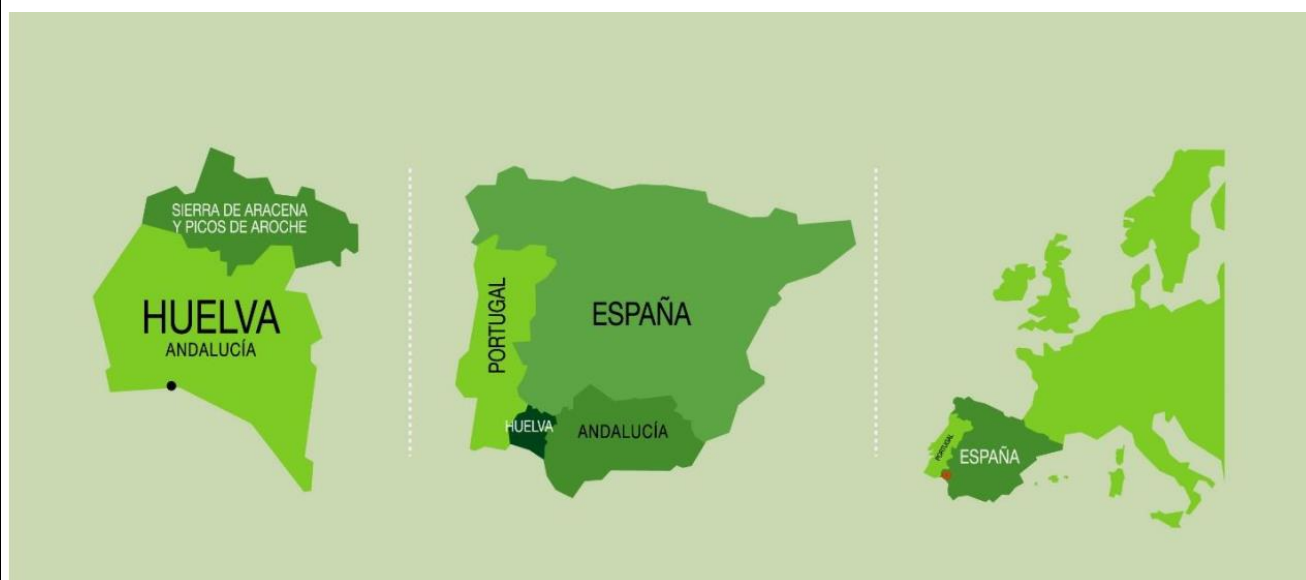 SIERRA DE ARACENA
Y PICOS DE AROCHE
HUELVA
ANDALUCÍA
PORTUGAL
ESPAÑA
HUELVA
ANDALUCÍA
PORTUGAL
ESPAÑA